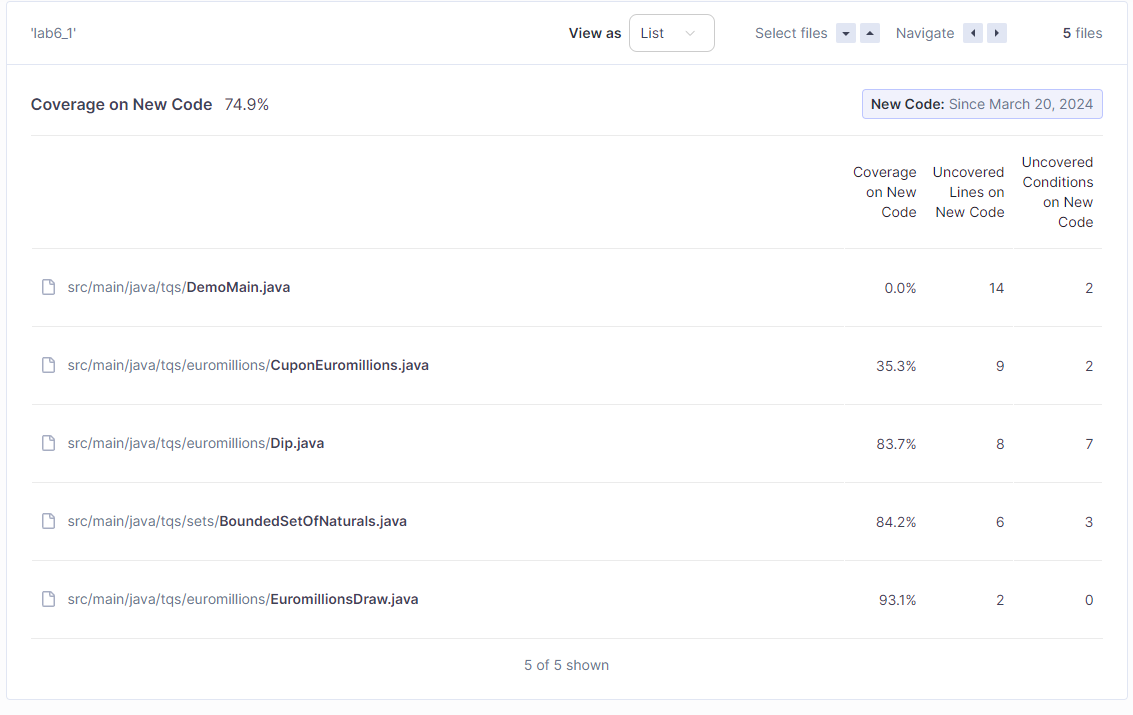 'lab6_1'
View as List Select files Navigate 5 files
Coverage on New Code 74.9%
New Code: Since March 20, 2024
Coverage on New Code
Uncovered Lines on New Code
Uncovered Conditions on New Code
src/main/java/tqs/DemoMain.java 0.0% 14 2
src/main/java/tqs/euromillions/CuponEuromillions.java 35.3% 9 2
src/main/java/tqs/euromillions/Dip.java 83.7% 8 7
src/main/java/tqs/sets/BoundedSetOfNaturals.java 84.2% 6 3
src/main/java/tqs/euromillions/EuromillionsDraw.java 93.1% 2 0
5 of 5 shown